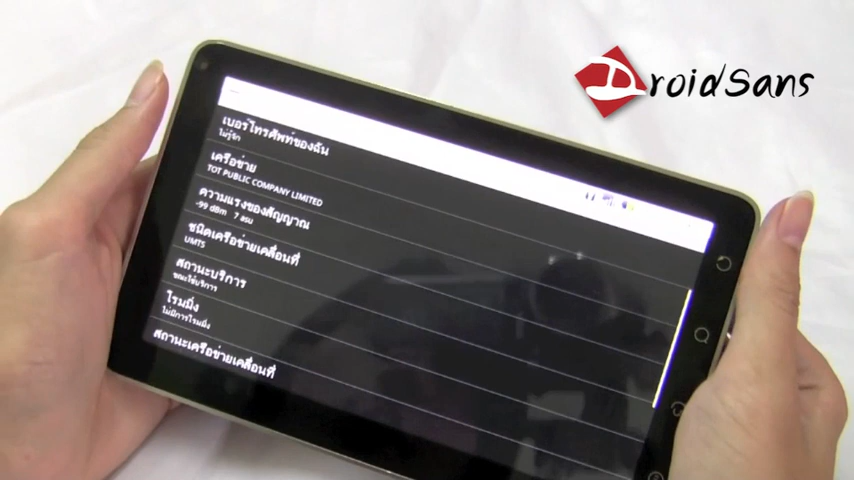 DroidSans
เบอร์โทรศัพท์ของฉัน
ไม่รู้จัก
เครือข่าย
TOT PUBLIC COMPANY LIMITED
ความแรงของสัญญาณ
-99 dBm 7 asu
ชนิดเครือข่ายเคลื่อนที่
UMTS
สถานะบริการ
ขณะใช้บริการ
โรมมิ่ง
ไม่มีการโรมมิ่ง
สถานะเครือข่ายเคลื่อนที่